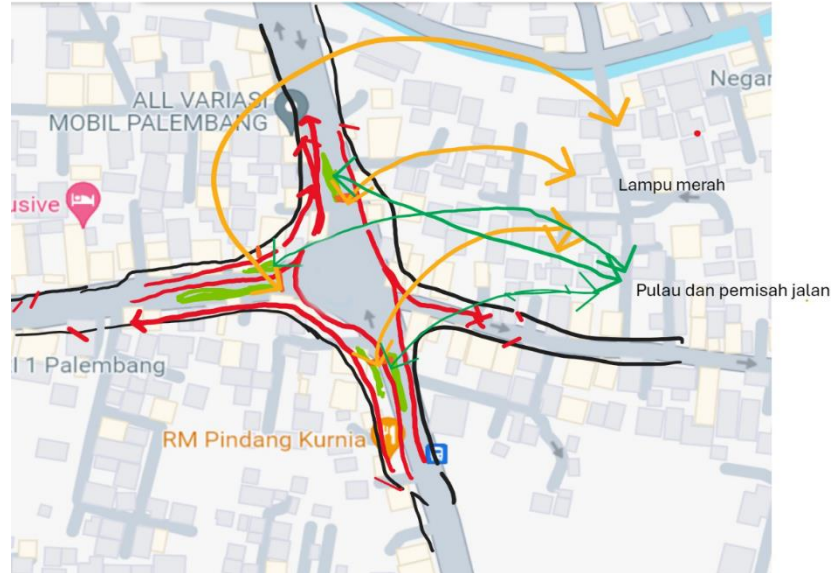 ALL VARIASI
MOBIL PALEMBANG
Negar
usive
Lampu merah
Pulau dan pemisah jalan
I 1 Palembang
RM Pindang Kurnia